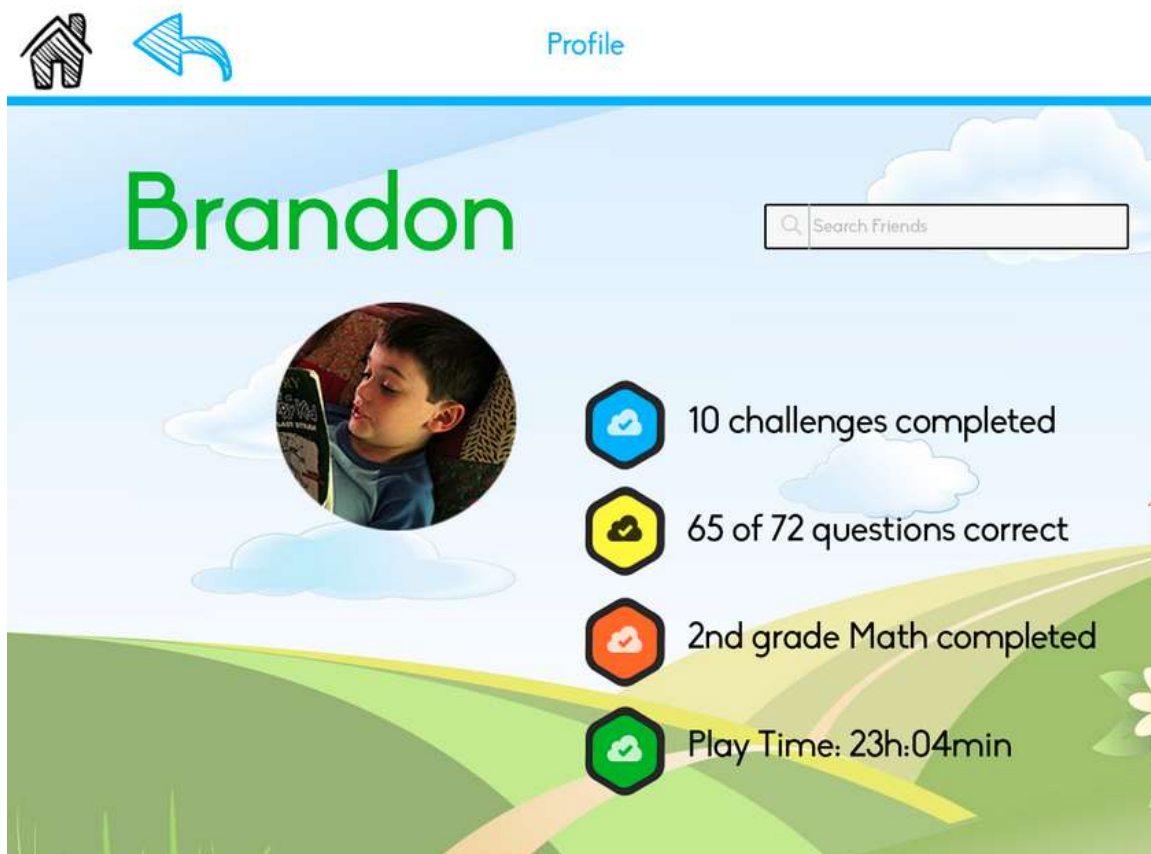 Profile
Brandon
Search Friends
10 challenges completed
65 of 72 questions correct
2nd grade Math completed
Play Time: 23h:04min